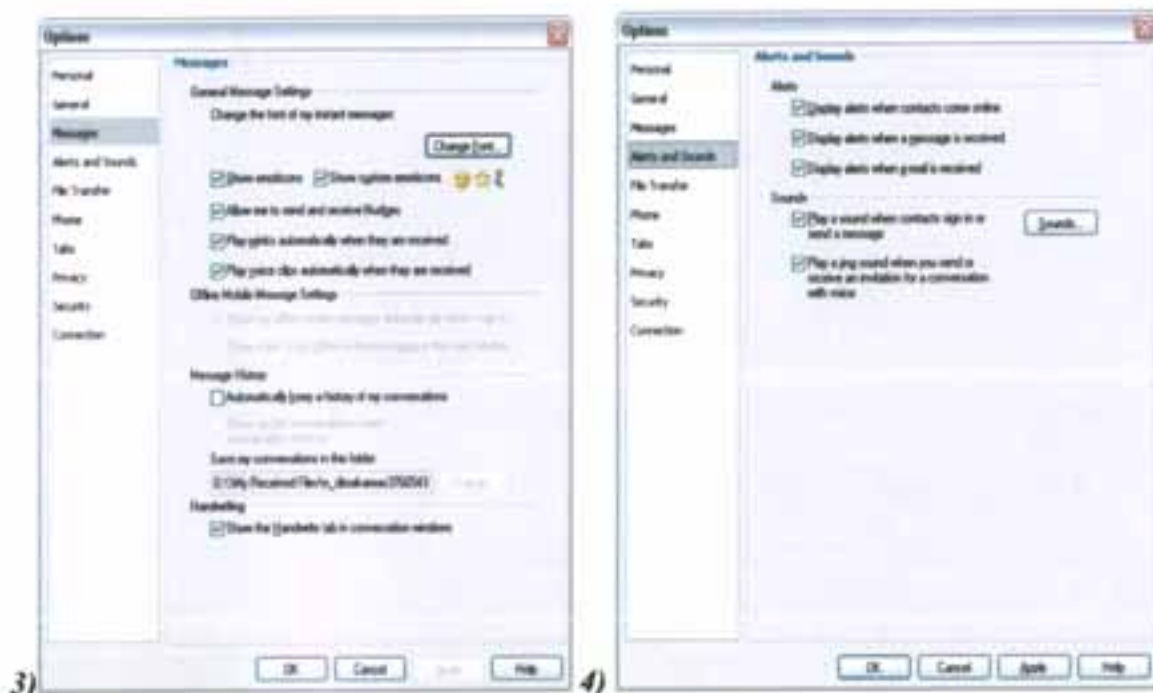 Options
Personal
General
Messages
Alerts and Sounds
File Transfer
Phone
Tabs
Privacy
Security
Connection
Messages
General Message Settings
Change the font of my instant messages:
Change Font...
Show emoticons
Show custom emoticons
Allow me to send and receive Nudges
Play winks automatically when they are received
Play voice clips automatically when they are received
Offline Mobile Message Settings
Message History
Automatically keep a history of my conversations
Save my conversations in this folder
Handwriting
Show the Handwrite tab in conversation windows
OK
Cancel
Apply
Help
3)
Options
Personal
General
Messages
Alerts and Sounds
File Transfer
Phone
Tabs
Privacy
Security
Connection
Alerts and Sounds
Alerts
Display alerts when contacts come online
Display alerts when a message is received
Display alerts when e-mail is received
Sounds
Play a sound when contacts sign in or
send a message
Sounds...
Play a ring sound when you send or
receive an invitation for a conversation
with voice
OK
Cancel
Apply
Help
4)